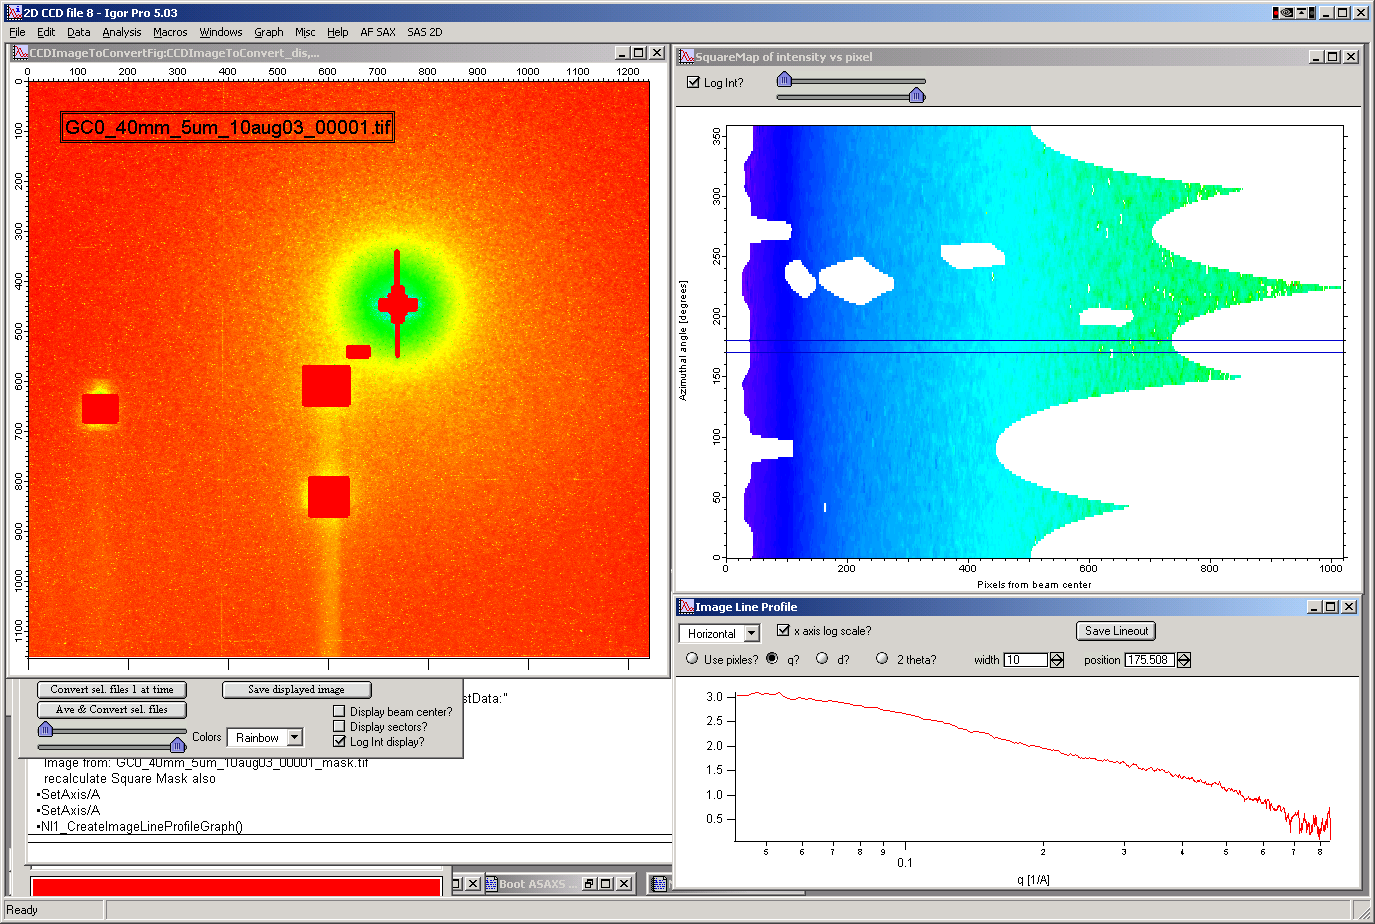 2D CCD file 8 - Igor Pro 5.03
File Edit Data Analysis Macros Windows Graph Misc Help AF SAX SAS 2D
CCDImageToConvertFig:CCDImageToConvert_dis,...
0 100 200 300 400 500 600 700 800 900 1000 1200
0
100
200
300
400
500
600
700
800
900
1000
1100
GC0_40mm_5um_10aug03_00001.tif
SquareMap of intensity vs pixel
Log Int?
Azimuthal angle [degrees]
350
300
250
200
150
100
50
0
0 200 400 600 800 1000
Pixels from beam center
Image Line Profile
Horizontal
x axis log scale?
Save Lineout
Use pixles?
q?
d?
2 theta?
width 10
position 175.508
3.0
2.5
2.0
1.5
1.0
0.5
5 6 7 8 9 0.1 2 3 4 5 6 7 8
q [1/A]
Convert sel. files 1 at time
Save displayed image
Ave & Convert sel. files
Display beam center?
Display sectors?
Log Int display?
Colors
Rainbow
stData:"
Image from: GC0_40mm_5um_10aug03_00001_mask.tif
recalculate Square Mask also
•SetAxis/A
•SetAxis/A
•NI1_CreateImageLineProfileGraph()
Boot ASAXS ...
Ready